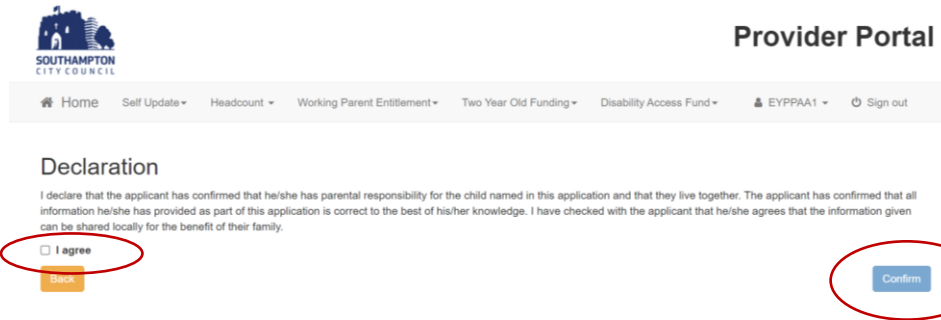 SOUTHAMPTON
CITY COUNCIL
Provider Portal
Home Self Update Headcount Working Parent Entitlement Two Year Old Funding Disability Access Fund EYPPAA1 Sign out
Declaration
I declare that the applicant has confirmed that he/she has parental responsibility for the child named in this application and that they live together. The applicant has confirmed that all
information he/she has provided as part of this application is correct to the best of his/her knowledge. I have checked with the applicant that he/she agrees that the information given
can be shared locally for the benefit of their family.
I agree
Back Confirm